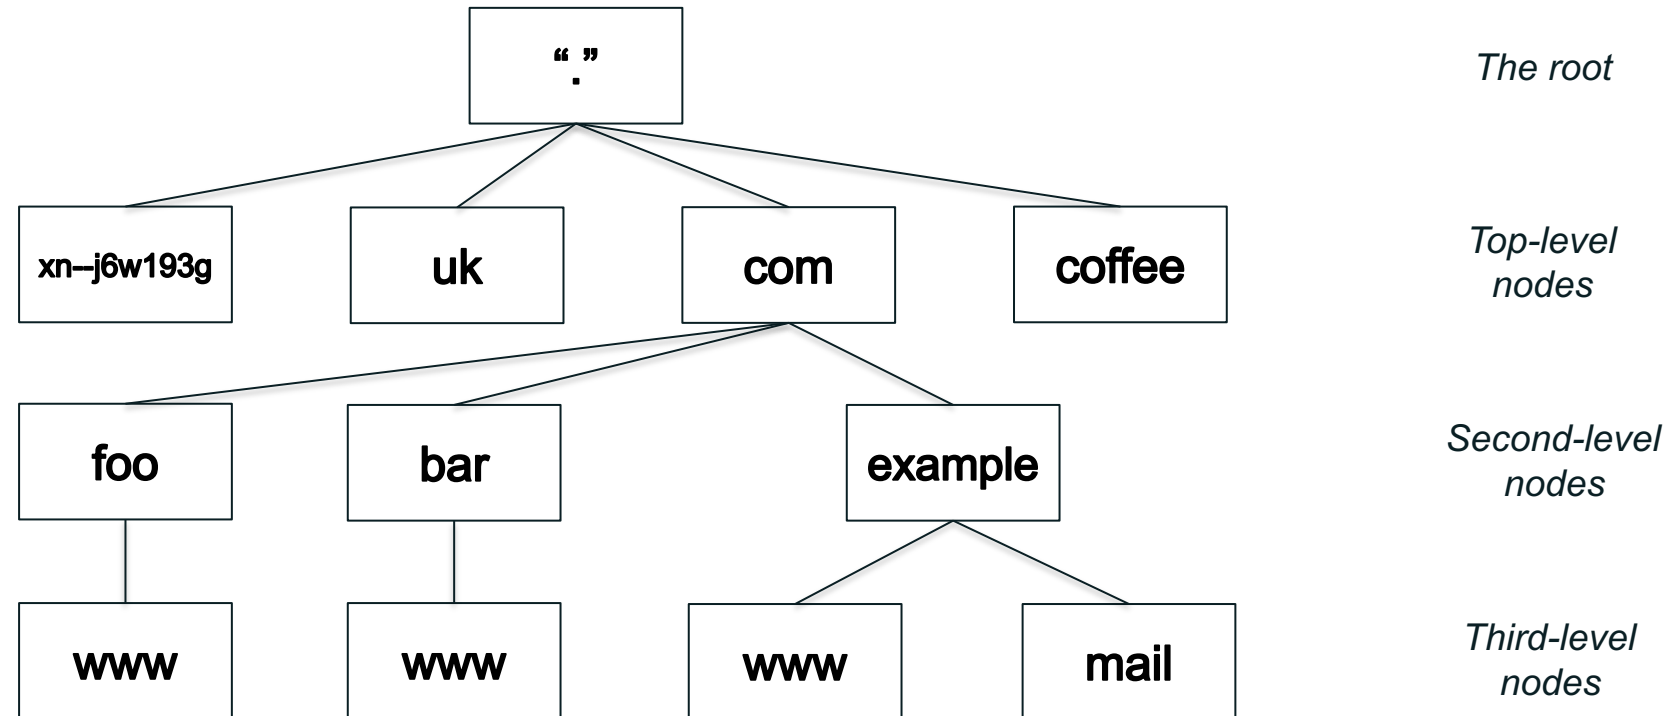 “.”
The root
xn--j6w193g
uk
com
coffee
Top-level
nodes
foo
bar
example
Second-level
nodes
www
www
www
mail
Third-level
nodes